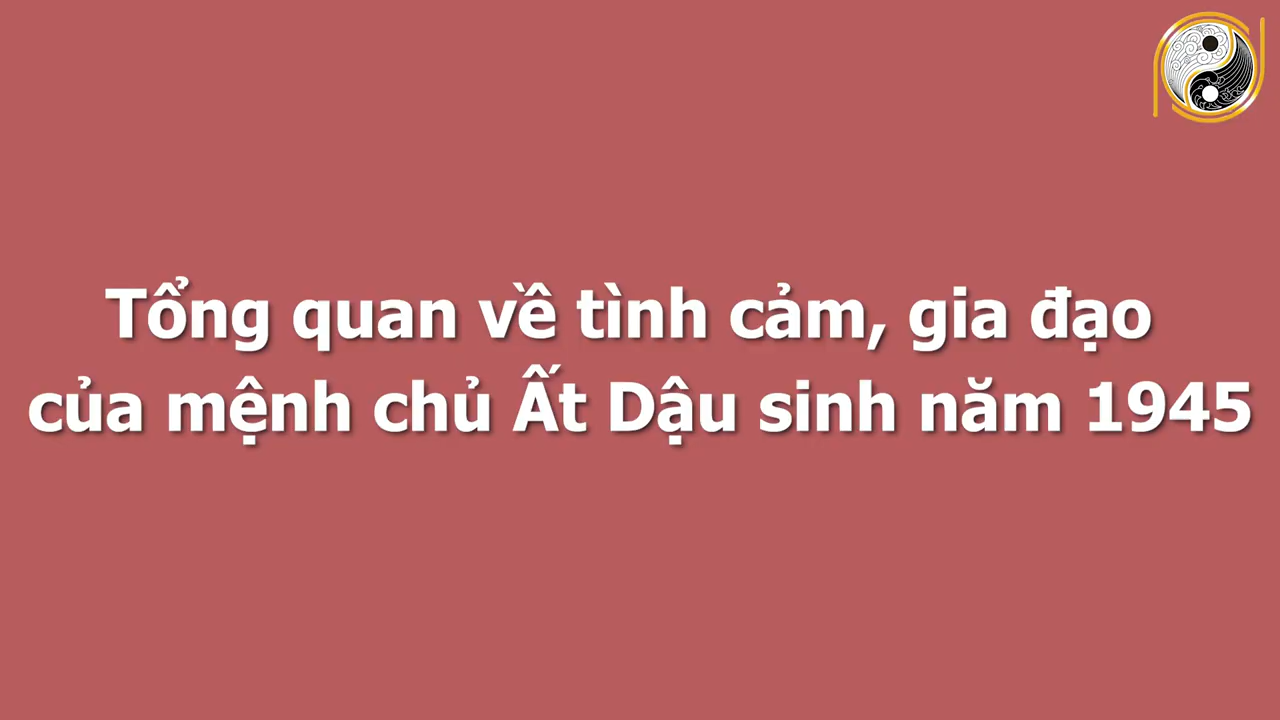 Tổng quan về tình cảm, gia đạo
của mệnh chủ Ất Dậu sinh năm 1945